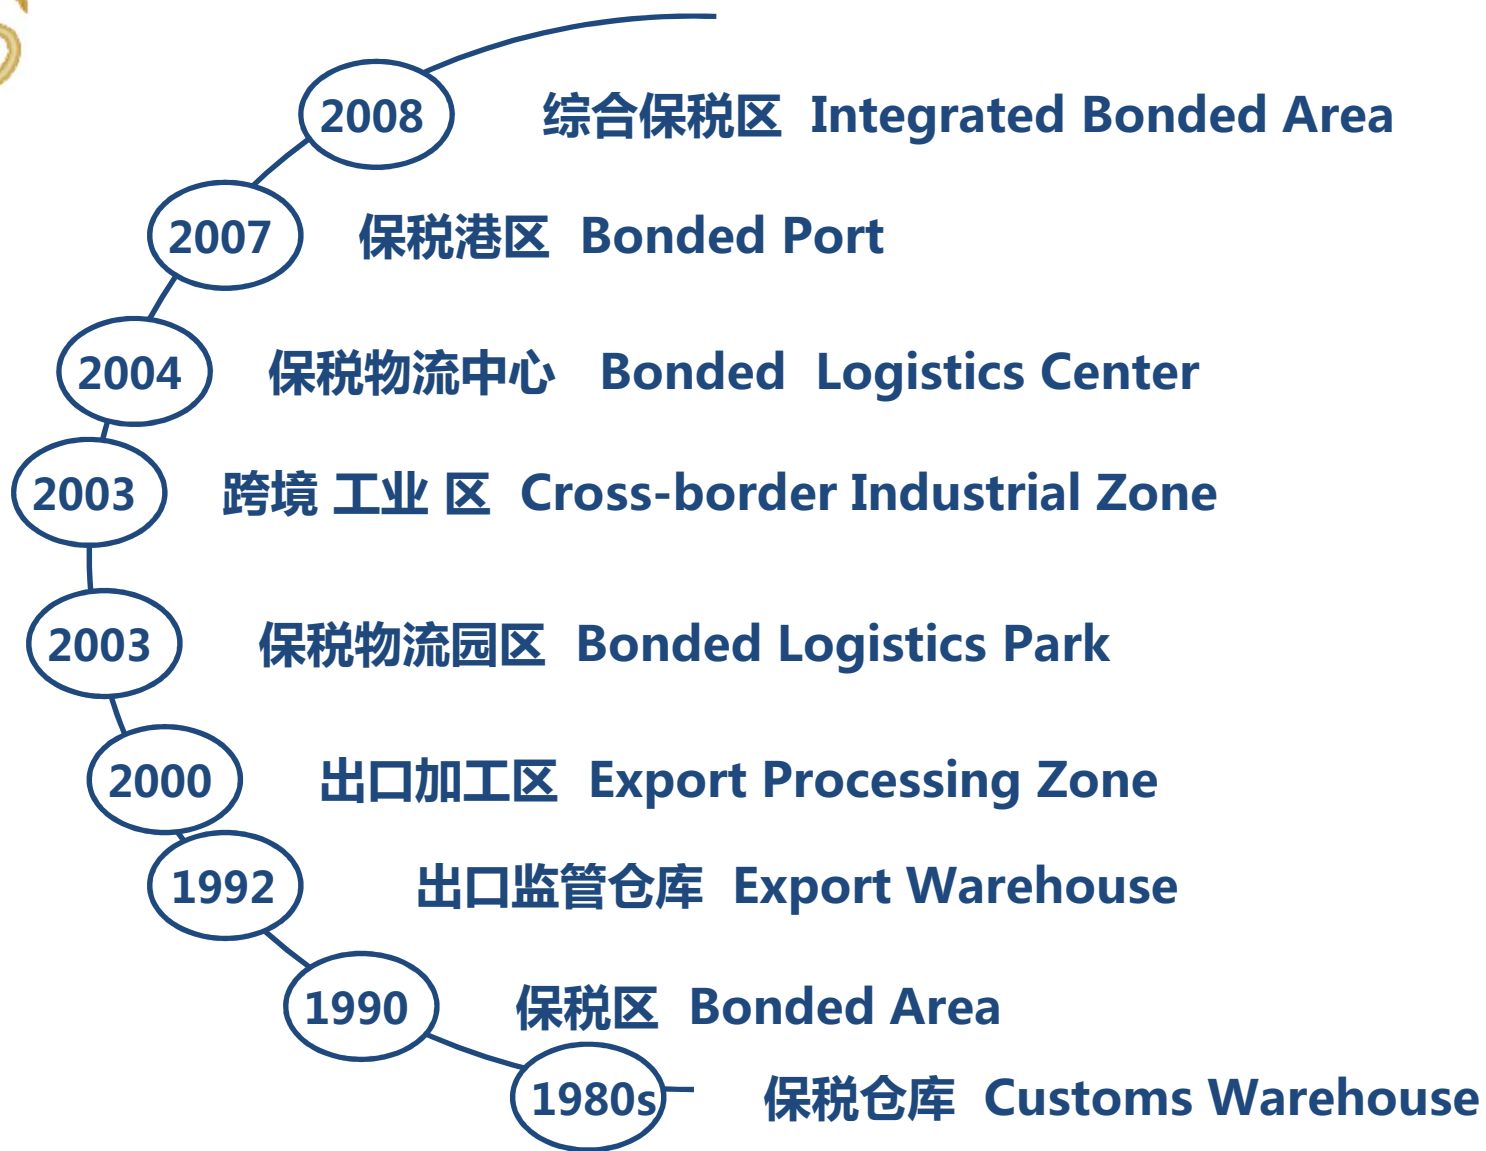 2008 综合保税区 Integrated Bonded Area
2007 保税港区 Bonded Port
2004 保税物流中心 Bonded Logistics Center
2003 跨境 工业 区 Cross-border Industrial Zone
2003 保税物流园区 Bonded Logistics Park
2000 出口加工区 Export Processing Zone
1992 出口监管仓库 Export Warehouse
1990 保税区 Bonded Area
1980s 保税仓库 Customs Warehouse